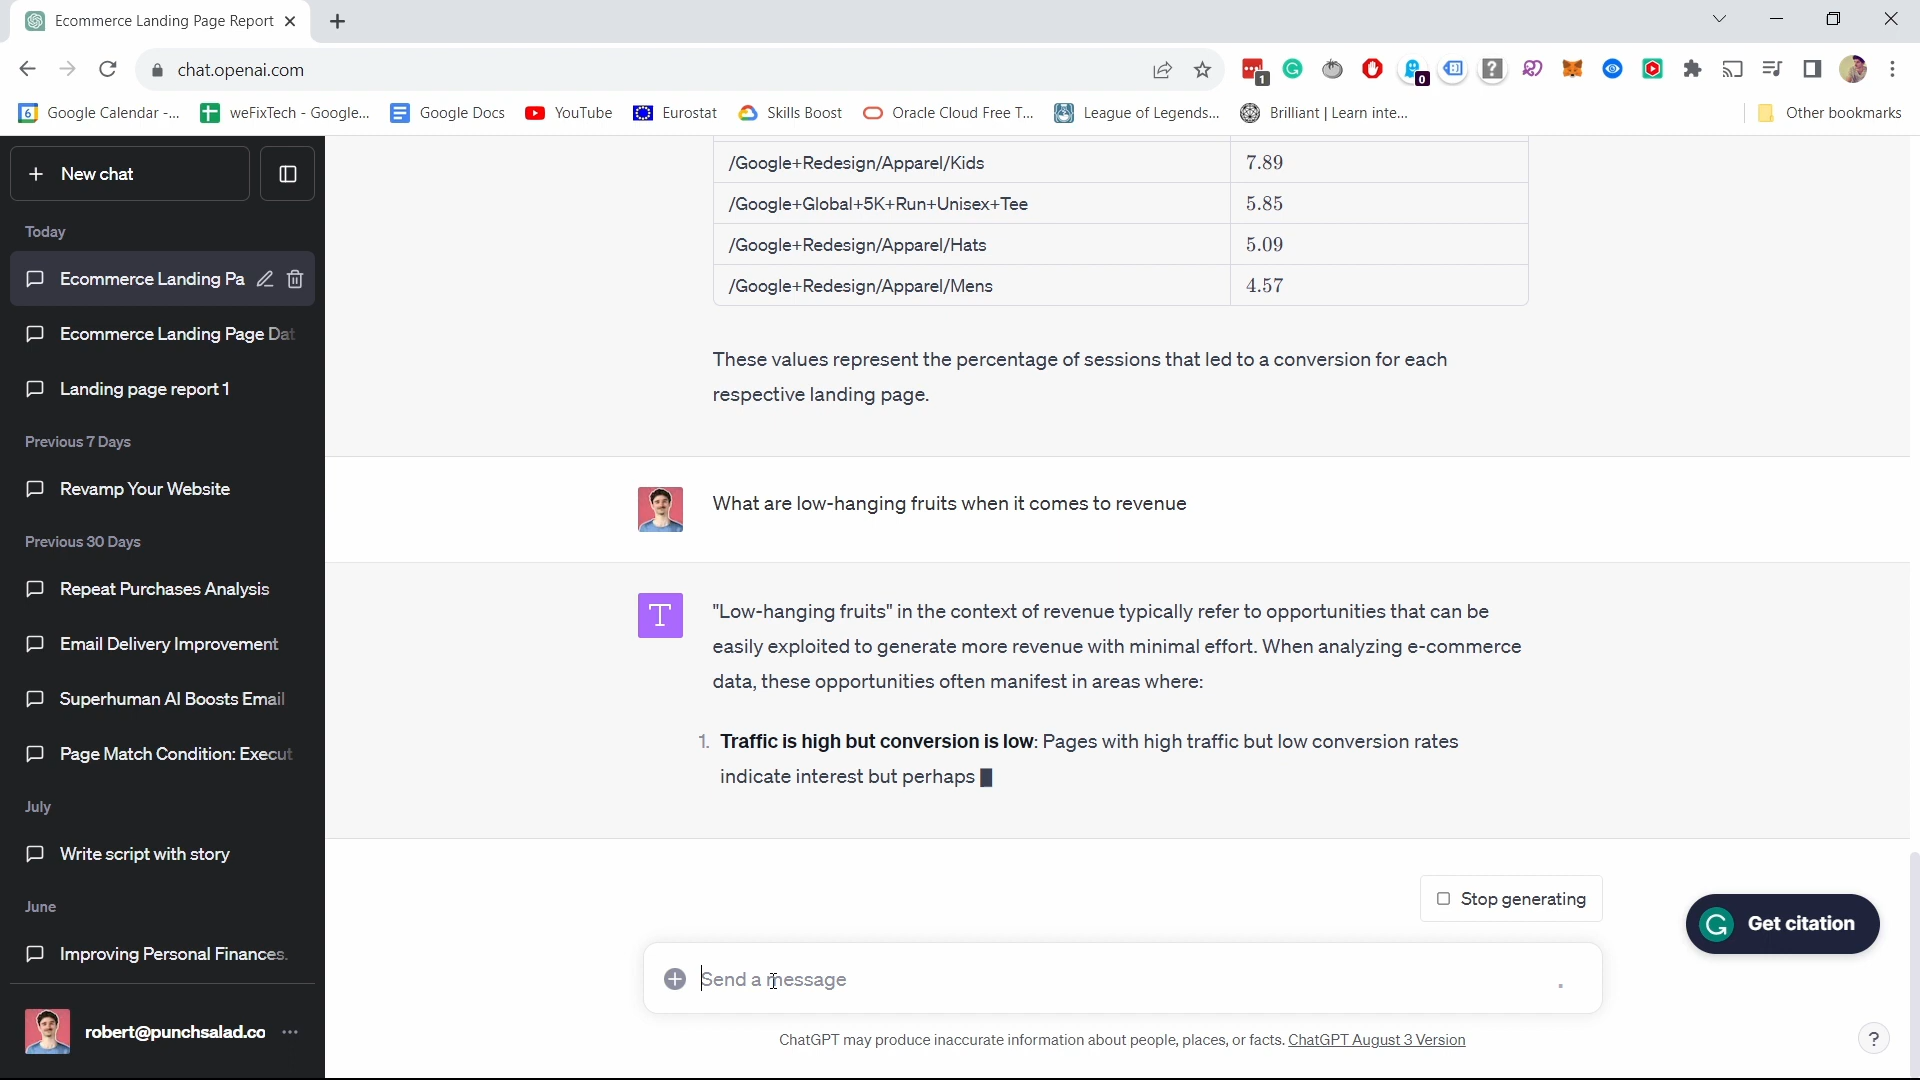 Ecommerce Landing Page Report
chat.openai.com
1
0
6
Google Calendar -...
weFixTech - Google...
Google Docs
YouTube
Eurostat
Skills Boost
Oracle Cloud Free T...
League of Legends...
Brilliant | Learn inte...
Other bookmarks
New chat
Today
Ecommerce Landing Pa
Ecommerce Landing Page Dat
Landing page report 1
Previous 7 Days
Revamp Your Website
Previous 30 Days
Repeat Purchases Analysis
Email Delivery Improvement
Superhuman AI Boosts Email
Page Match Condition: Execut
July
Write script with story
June
Improving Personal Finances.
robert@punchsalad.co
/Google+Redesign/Apparel/Kids 7.89
/Google+Global+5K+Run+Unisex+Tee 5.85
/Google+Redesign/Apparel/Hats 5.09
/Google+Redesign/Apparel/Mens 4.57
These values represent the percentage of sessions that led to a conversion for each
respective landing page.
What are low-hanging fruits when it comes to revenue
T
"Low-hanging fruits" in the context of revenue typically refer to opportunities that can be
easily exploited to generate more revenue with minimal effort. When analyzing e-commerce
data, these opportunities often manifest in areas where:
1. Traffic is high but conversion is low: Pages with high traffic but low conversion rates
indicate interest but perhaps
Stop generating
Get citation
Send a message
ChatGPT may produce inaccurate information about people, places, or facts. ChatGPT August 3 Version
?